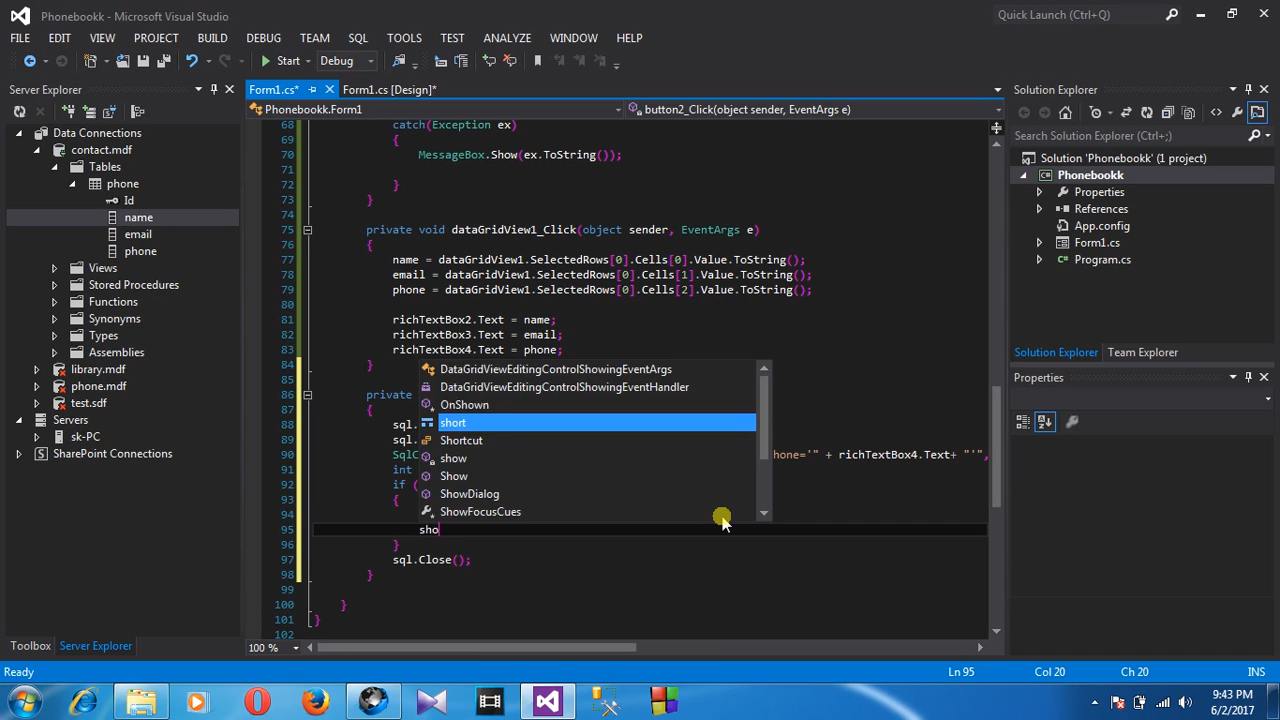 Phonebookk - Microsoft Visual Studio
Quick Launch (Ctrl+Q)
FILE EDIT VIEW PROJECT BUILD DEBUG TEAM SQL TOOLS TEST ANALYZE WINDOW HELP
Start Debug
Server Explorer
Data Connections
contact.mdf
Tables
phone
Id
name
email
phone
Views
Stored Procedures
Functions
Synonyms
Types
Assemblies
library.mdf
phone.mdf
test.sdf
Servers
sk-PC
SharePoint Connections
Toolbox Server Explorer
Form1.cs* Form1.cs [Design]*
Phonebookk.Form1 button2_Click(object sender, EventArgs e)
68 catch(Exception ex)
69 {
70 MessageBox.Show(ex.ToString());
71
72 }
73 }
74
75 private void dataGridView1_Click(object sender, EventArgs e)
76 {
77 name = dataGridView1.SelectedRows[0].Cells[0].Value.ToString();
78 email = dataGridView1.SelectedRows[0].Cells[1].Value.ToString();
79 phone = dataGridView1.SelectedRows[0].Cells[2].Value.ToString();
80
81 richTextBox2.Text = name;
82 richTextBox3.Text = email;
83 richTextBox4.Text = phone;
84 }
85
86 private
87 {
88 sql.
89 sql.
90 SqlC hone='" + richTextBox4.Text+ "'",
91 int
92 if (
93 {
94
95 sho
96 }
97 sql.Close();
98 }
99
100 }
101 }
102
DataGridViewEditingControlShowingEventArgs
DataGridViewEditingControlShowingEventHandler
OnShown
short
Shortcut
show
Show
ShowDialog
ShowFocusCues
100 %
Solution Explorer
Search Solution Explorer (Ctrl+;)
Solution 'Phonebookk' (1 project)
Phonebookk
Properties
References
App.config
Form1.cs
Program.cs
Solution Explorer Team Explorer
Properties
Ready Ln 95 Col 20 Ch 20 INS
9:43 PM
6/2/2017